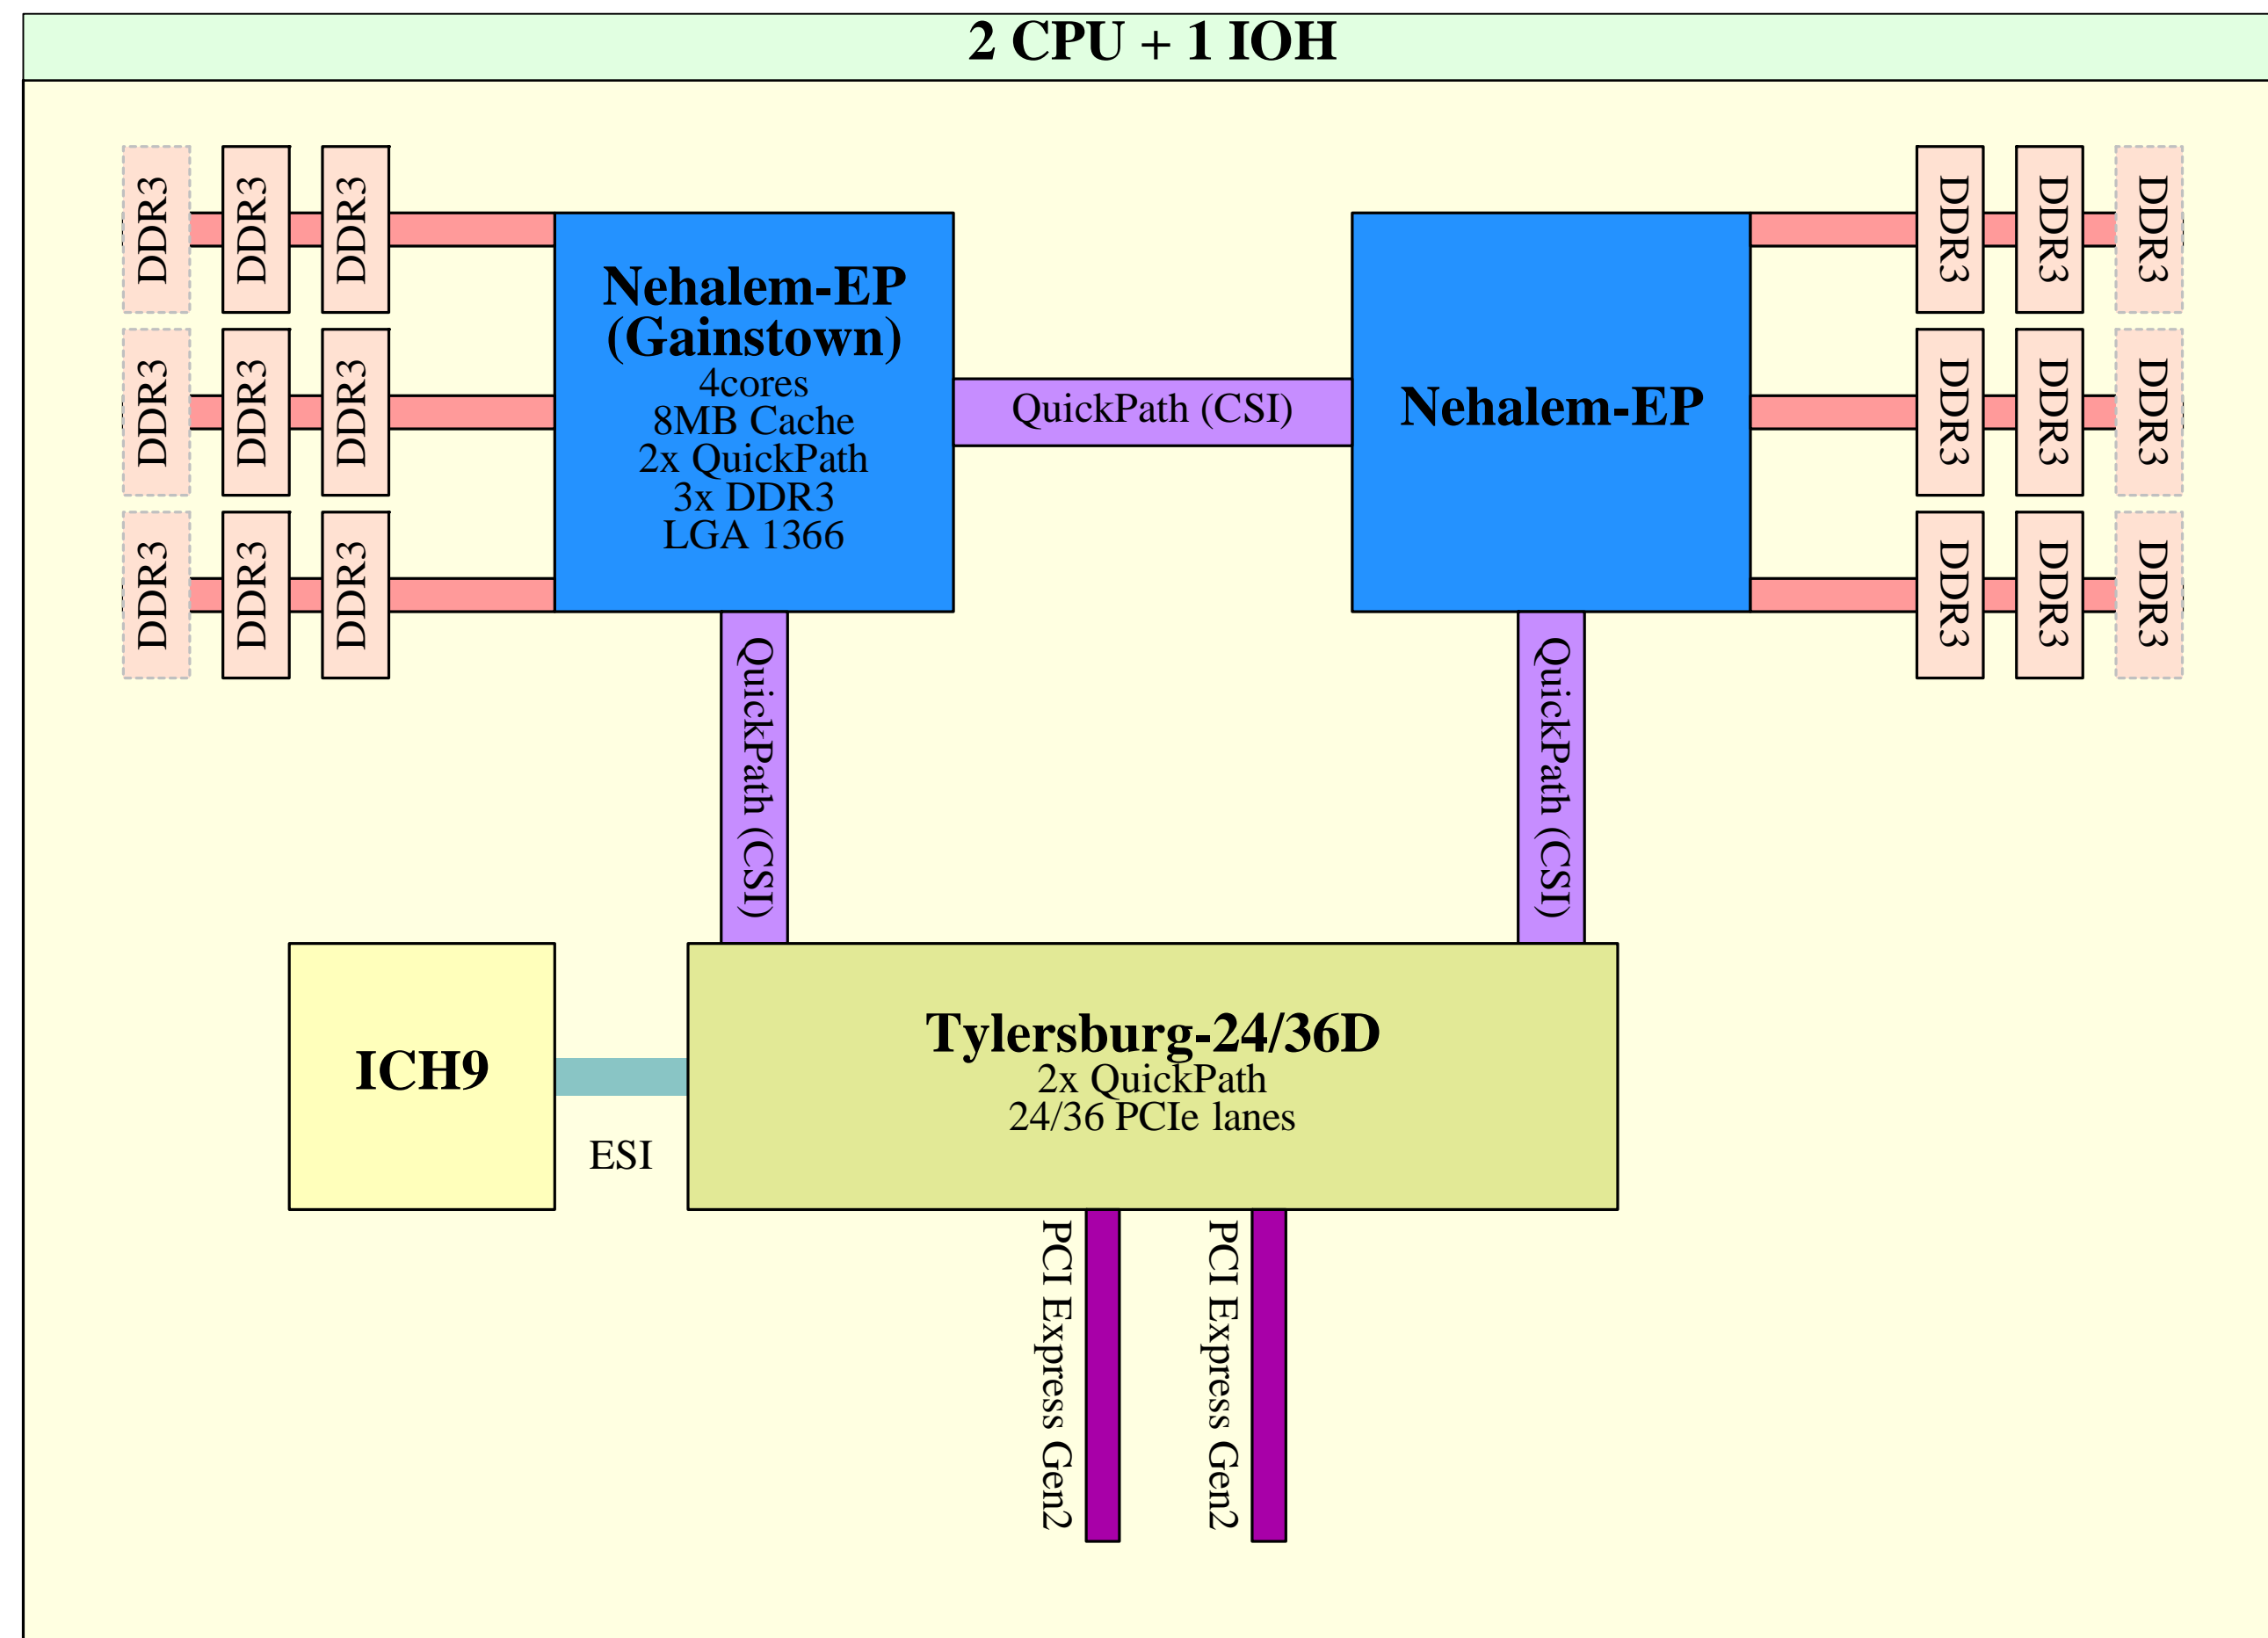 2 CPU + 1 IOH
DDR3
DDR3
DDR3
DDR3
DDR3
DDR3
DDR3
DDR3
DDR3
Nehalem-EP
(Gainstown)
4cores
8MB Cache
2x QuickPath
3x DDR3
LGA 1366
QuickPath (CSI)
Nehalem-EP
DDR3
DDR3
DDR3
DDR3
DDR3
DDR3
DDR3
DDR3
DDR3
QuickPath (CSI)
QuickPath (CSI)
ICH9
ESI
Tylersburg-24/36D
2x QuickPath
24/36 PCIe lanes
PCI Express Gen2
PCI Express Gen2